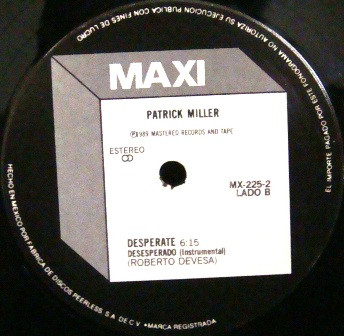 MAXI
PATRICK MILLER
Ⓟ1989 MASTERED RECORDS AND TAPE
ESTEREO
MX-225-2
LADO B
DESPERATE 6:15
DESESPERADO (Instrumental)
(ROBERTO DEVESA)
HECHO EN MEXICO POR FABRICA DE DISCOS PEERLESS, S.A. DE C.V. • MARCA REGISTRADA
EL IMPORTE PAGADO POR ESTE FONOGRAMA NO AUTORIZA SU EJECUCION PUBLICA CON FINES DE LUCRO